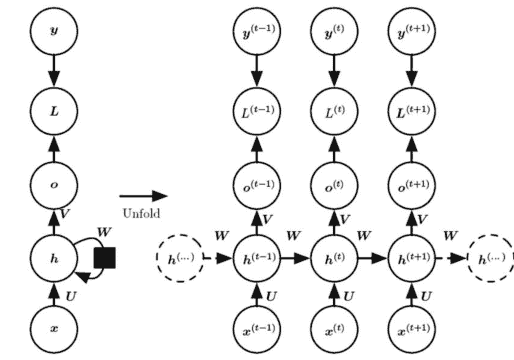 y y^(t−1) y^(t) y^(t+1)
L L^(t−1) L^(t) L^(t+1)
o o^(t−1) o^(t) o^(t+1)
Unfold
V V V V
W W W W W
h h^(...) h^(t−1) h^(t) h^(t+1) h^(...)
U U U U
x x^(t−1) x^(t) x^(t+1)